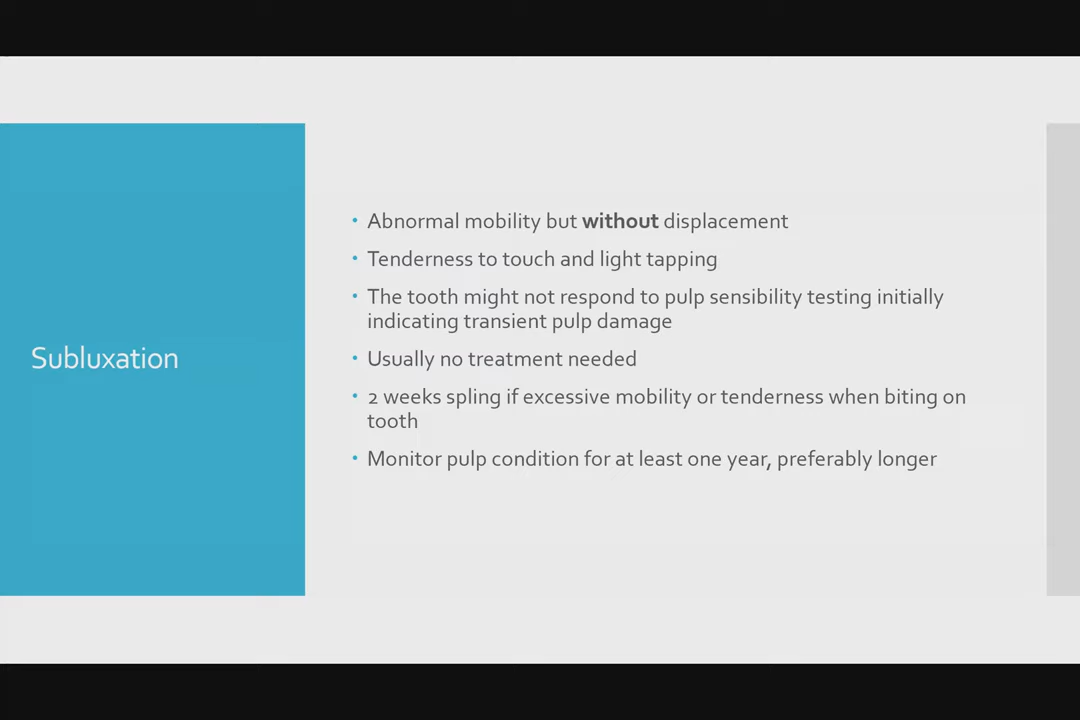 Subluxation
• Abnormal mobility but without displacement
• Tenderness to touch and light tapping
• The tooth might not respond to pulp sensibility testing initially
indicating transient pulp damage
• Usually no treatment needed
• 2 weeks spling if excessive mobility or tenderness when biting on
tooth
• Monitor pulp condition for at least one year, preferably longer